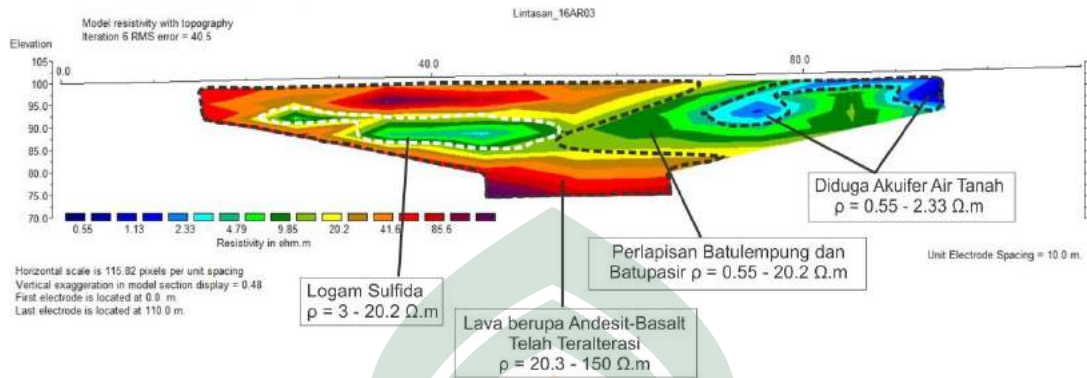 Lintasan_16AR03
Model resistivity with topography
Iteration 6 RMS error = 40.5
Elevation
105
100
95.0
90.0
85.0
80.0
75.0
70.0
0.0
40.0
80.0
0.55 1.13 2.33 4.79 9.85 20.2 41.6 85.6
Resistivity in ohm.m
Horizontal scale is 115.82 pixels per unit spacing
Vertical exaggeration in model section display = 0.48
First electrode is located at 0.0 m.
Last electrode is located at 110.0 m.
Logam Sulfida
ρ = 3 - 20.2 Ω.m
Lava berupa Andesit-Basalt
Telah Teralterasi
ρ = 20.3 - 150 Ω.m
Perlapisan Batulempung dan
Batupasir ρ = 0.55 - 20.2 Ω.m
Diduga Akuifer Air Tanah
ρ = 0.55 - 2.33 Ω.m
Unit Electrode Spacing = 10.0 m.